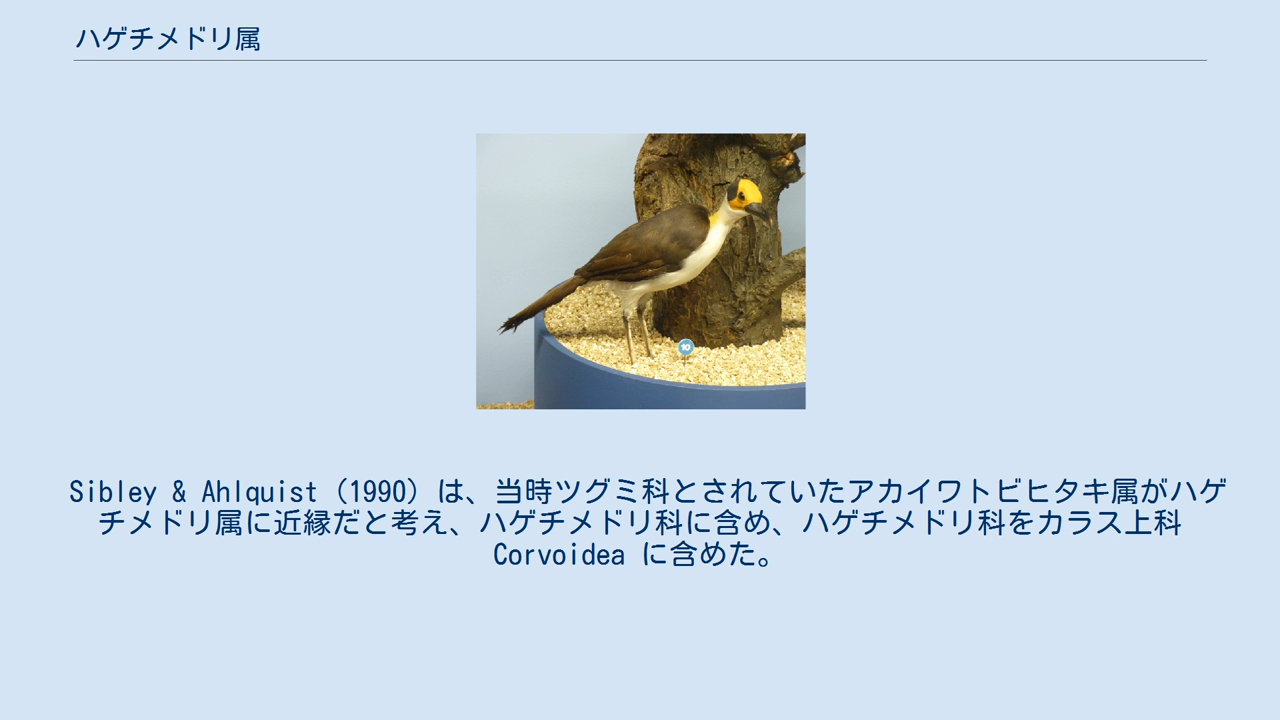 ハゲチメドリ属
10
Sibley & Ahlquist (1990) は、当時ツグミ科とされていたアカイワトビヒタキ属がハゲ
チメドリ属に近縁だと考え、ハゲチメドリ科に含め、ハゲチメドリ科をカラス上科
Corvoidea に含めた。